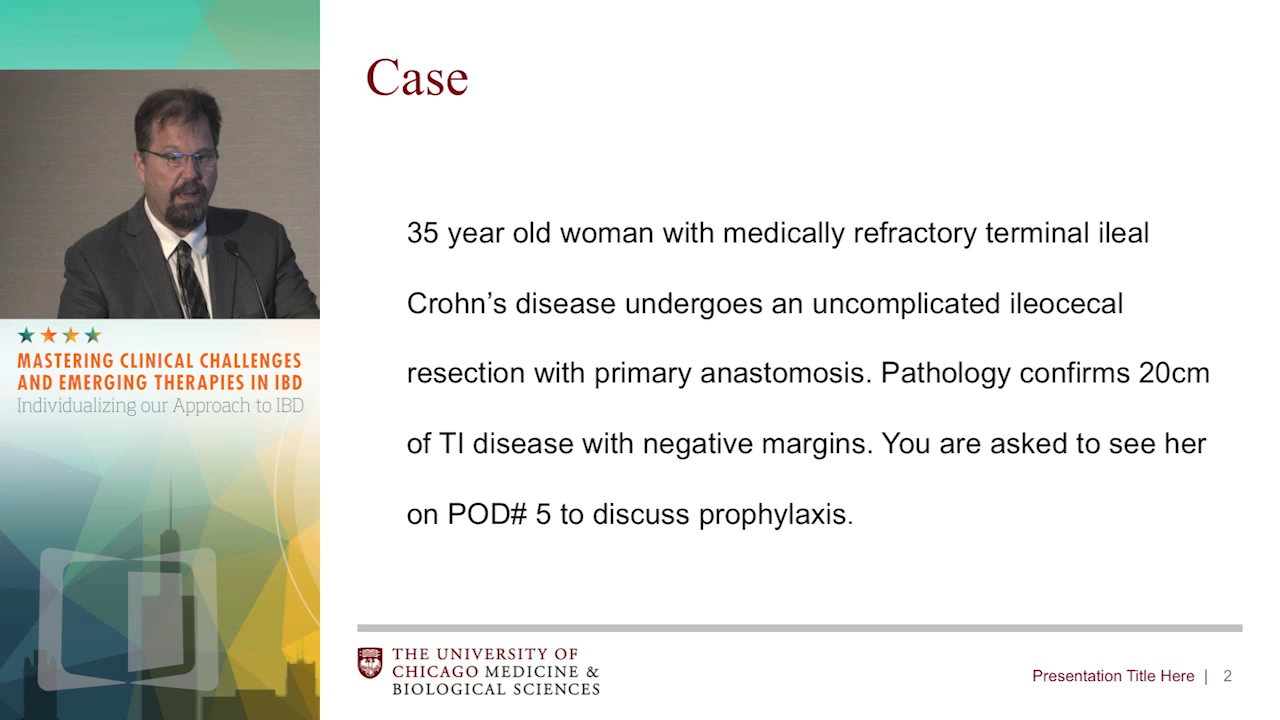 Case
35 year old woman with medically refractory terminal ileal
Crohn’s disease undergoes an uncomplicated ileocecal
resection with primary anastomosis. Pathology confirms 20cm
of TI disease with negative margins. You are asked to see her
on POD# 5 to discuss prophylaxis.
MASTERING CLINICAL CHALLENGES
AND EMERGING THERAPIES IN IBD
Individualizing our Approach to IBD
THE UNIVERSITY OF
CHICAGO MEDICINE &
BIOLOGICAL SCIENCES
Presentation Title Here | 2